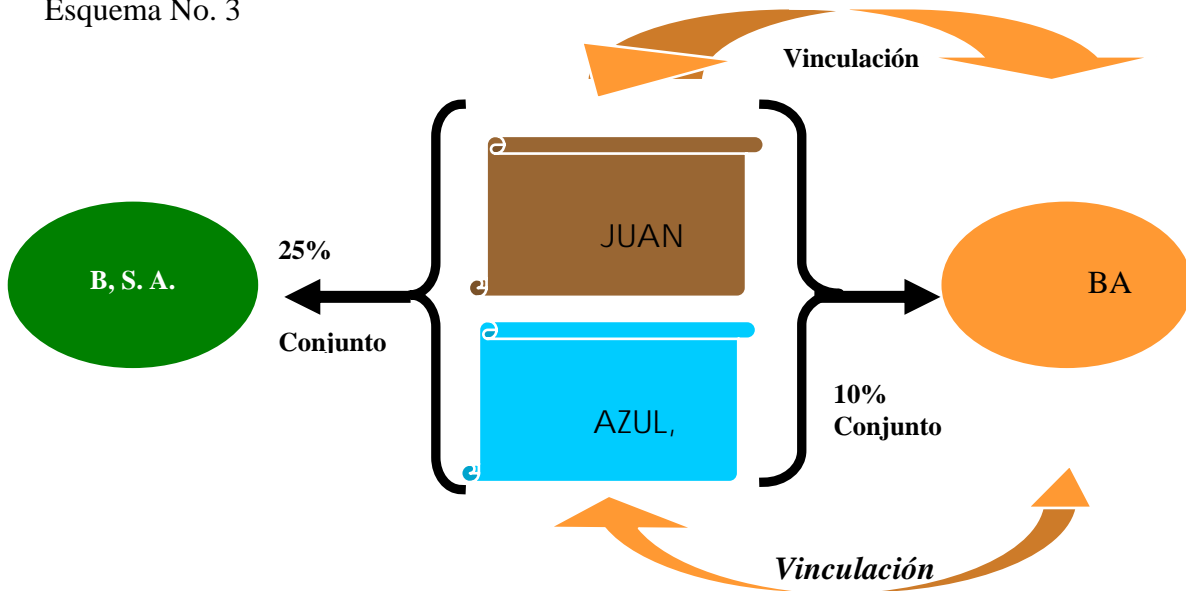 Esquema No. 3
Vinculación
JUAN
25%
B, S. A.
BA
Conjunto
10%
Conjunto
AZUL,
Vinculación